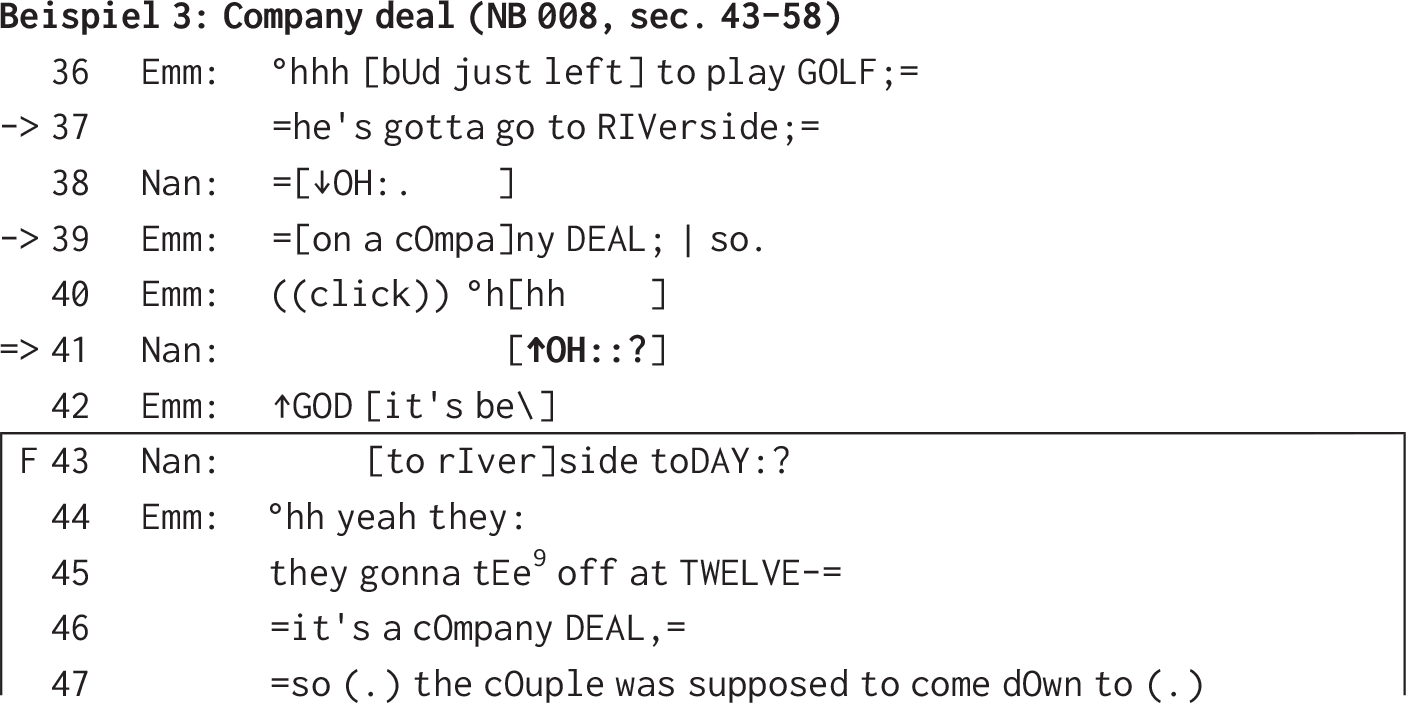 Beispiel 3: Company deal (NB 008, sec. 43–58)
36 Emm: °hhh [bUd just left] to play GOLF;=
–> 37 =he's gotta go to RIVerside;=
38 Nan: =[↓OH:. ]
–> 39 Emm: =[on a cOmpa]ny DEAL; | so.
40 Emm: ((click)) °h[hh ]
=> 41 Nan: [↑OH::?]
42 Emm: ↑GOD [it's be\]
F 43 Nan: [to rIver]side toDAY:?
44 Emm: °hh yeah they:
45 they gonna tEe⁹ off at TWELVE–=
46 =it's a cOmpany DEAL,=
47 =so (.) the cOuple was supposed to come dOwn to (.)